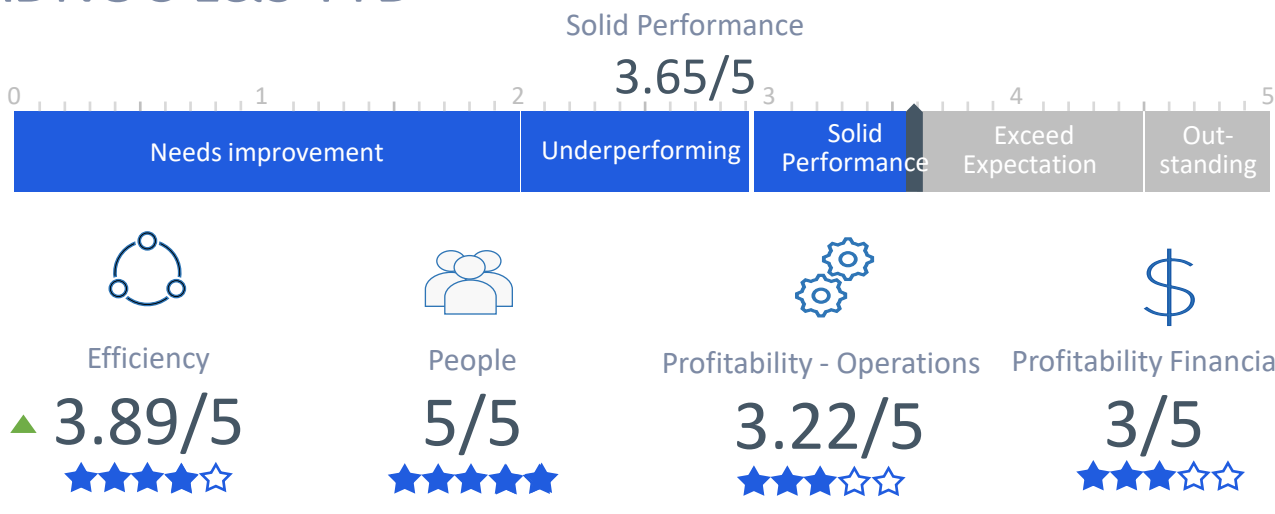 Solid Performance
3.65/5
0 1 2 3 4 5
Needs improvement
Underperforming
Solid
Performance
Exceed
Expectation
Out-
standing
Efficiency
People
Profitability - Operations
Profitability Financia
3.89/5
5/5
3.22/5
3/5